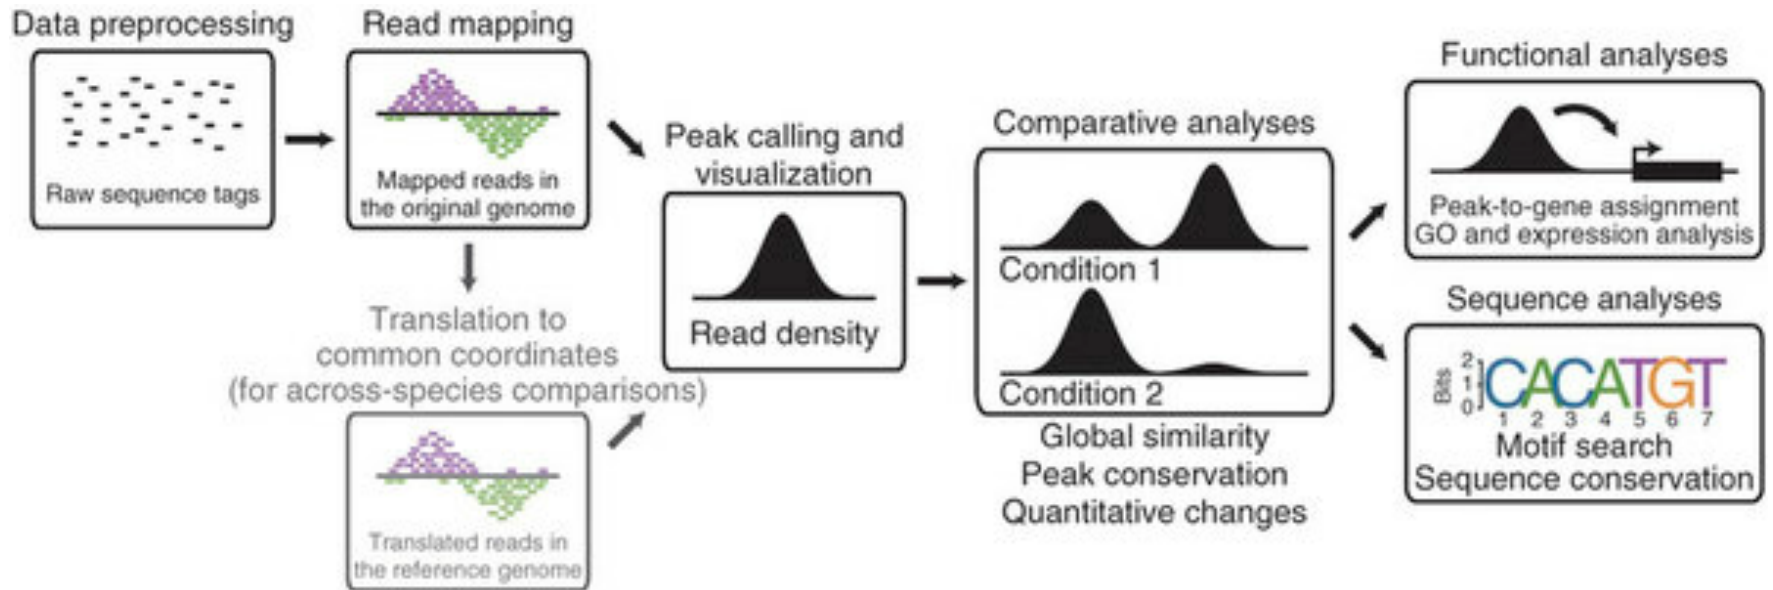 Data preprocessing
Raw sequence tags
Read mapping
Mapped reads in
the original genome
Translation to
common coordinates
(for across-species comparisons)
Translated reads in
the reference genome
Peak calling and
visualization
Read density
Comparative analyses
Condition 1
Condition 2
Global similarity
Peak conservation
Quantitative changes
Functional analyses
Peak-to-gene assignment
GO and expression analysis
Sequence analyses
Bits
2
1
0
CACATGT
1 2 3 4 5 6 7
Motif search
Sequence conservation